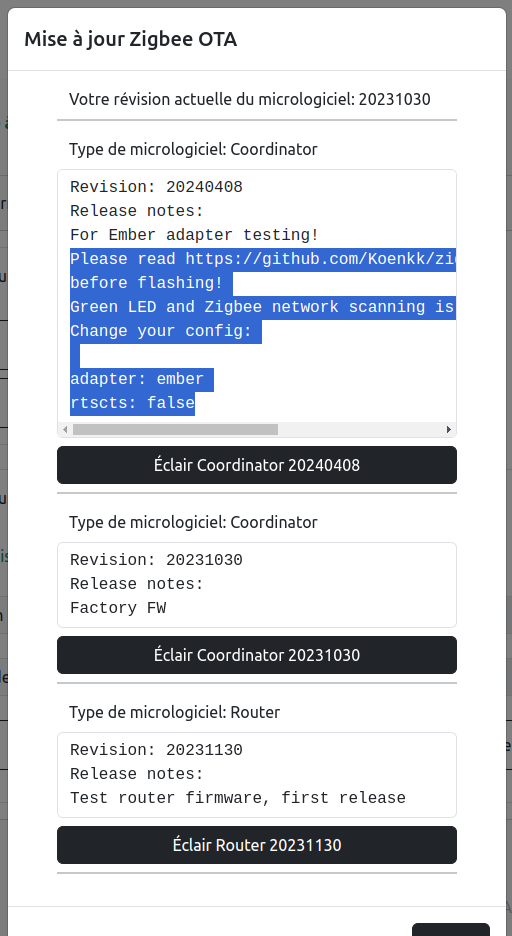 Mise à jour Zigbee OTA
Votre révision actuelle du micrologiciel: 20231030
Type de micrologiciel: Coordinator
Revision: 20240408
Release notes:
For Ember adapter testing!
Please read https://github.com/Koenkk/zi
before flashing!
Green LED and Zigbee network scanning is
Change your config:
adapter: ember
rtscts: false
Éclair Coordinator 20240408
Type de micrologiciel: Coordinator
Revision: 20231030
Release notes:
Factory FW
Éclair Coordinator 20231030
Type de micrologiciel: Router
Revision: 20231130
Release notes:
Test router firmware, first release
Éclair Router 20231130